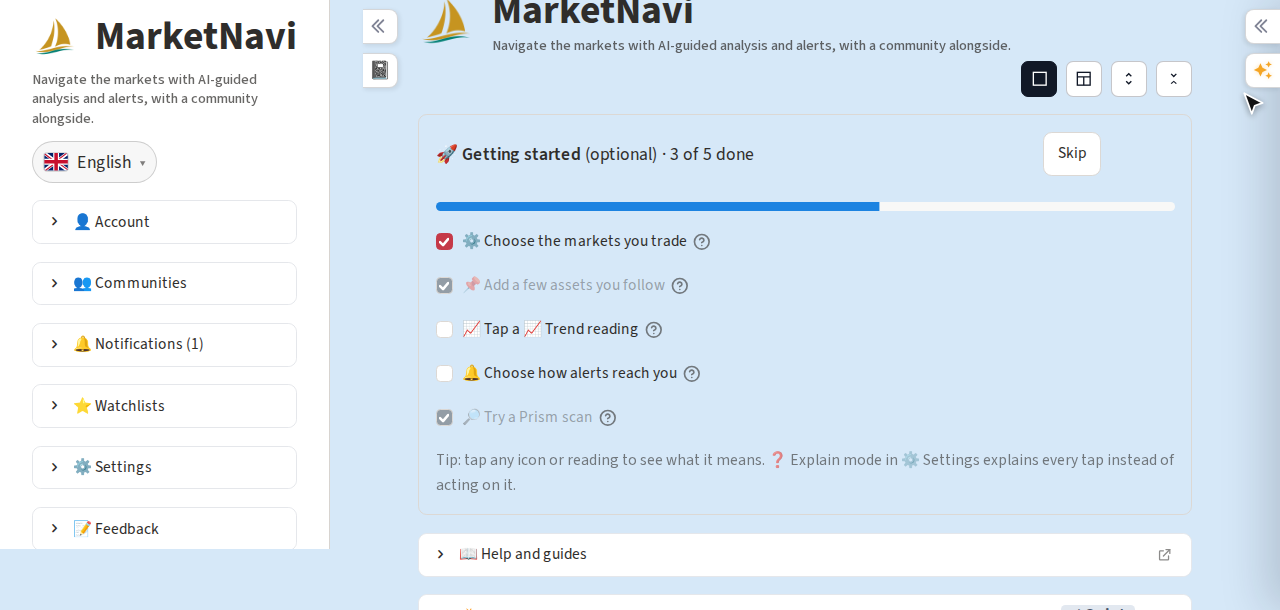 MarketNavi
Navigate the markets with AI-guided
analysis and alerts, with a community
alongside.
English
Account
Communities
Notifications (1)
Watchlists
Settings
Feedback
MarketNavi
Navigate the markets with AI-guided analysis and alerts, with a community alongside.
🚀 Getting started (optional) · 3 of 5 done
Skip
⚙️ Choose the markets you trade
📌 Add a few assets you follow
📈 Tap a 📈 Trend reading
🔔 Choose how alerts reach you
🔎 Try a Prism scan
Tip: tap any icon or reading to see what it means. ❓ Explain mode in ⚙️ Settings explains every tap instead of
acting on it.
📖 Help and guides